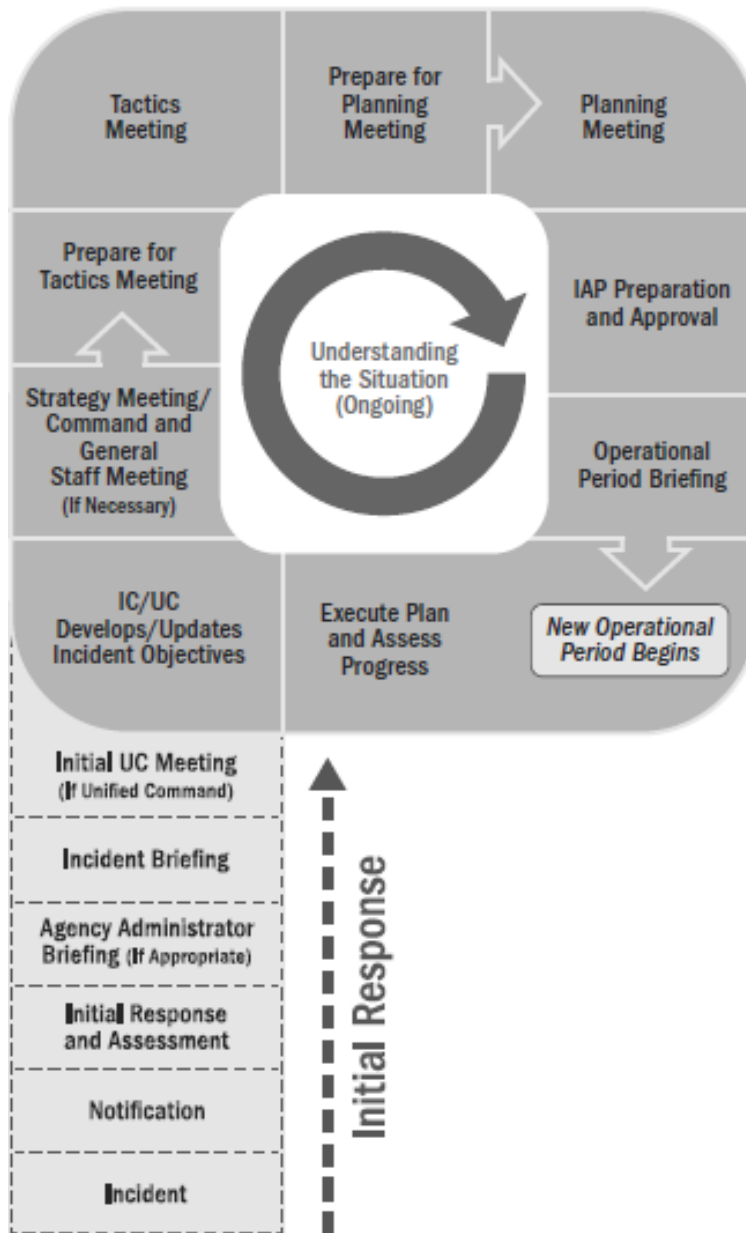 Tactics
Meeting
Prepare for
Planning
Meeting
Planning
Meeting
Prepare for
Tactics Meeting
Understanding
the Situation
(Ongoing)
IAP Preparation
and Approval
Strategy Meeting/
Command and
General
Staff Meeting
(If Necessary)
Operational
Period Briefing
IC/UC
Develops/Updates
Incident Objectives
Execute Plan
and Assess
Progress
New Operational
Period Begins
Initial UC Meeting
(If Unified Command)
Incident Briefing
Agency Administrator
Briefing (If Appropriate)
Initial Response
and Assessment
Notification
Incident
Initial Response